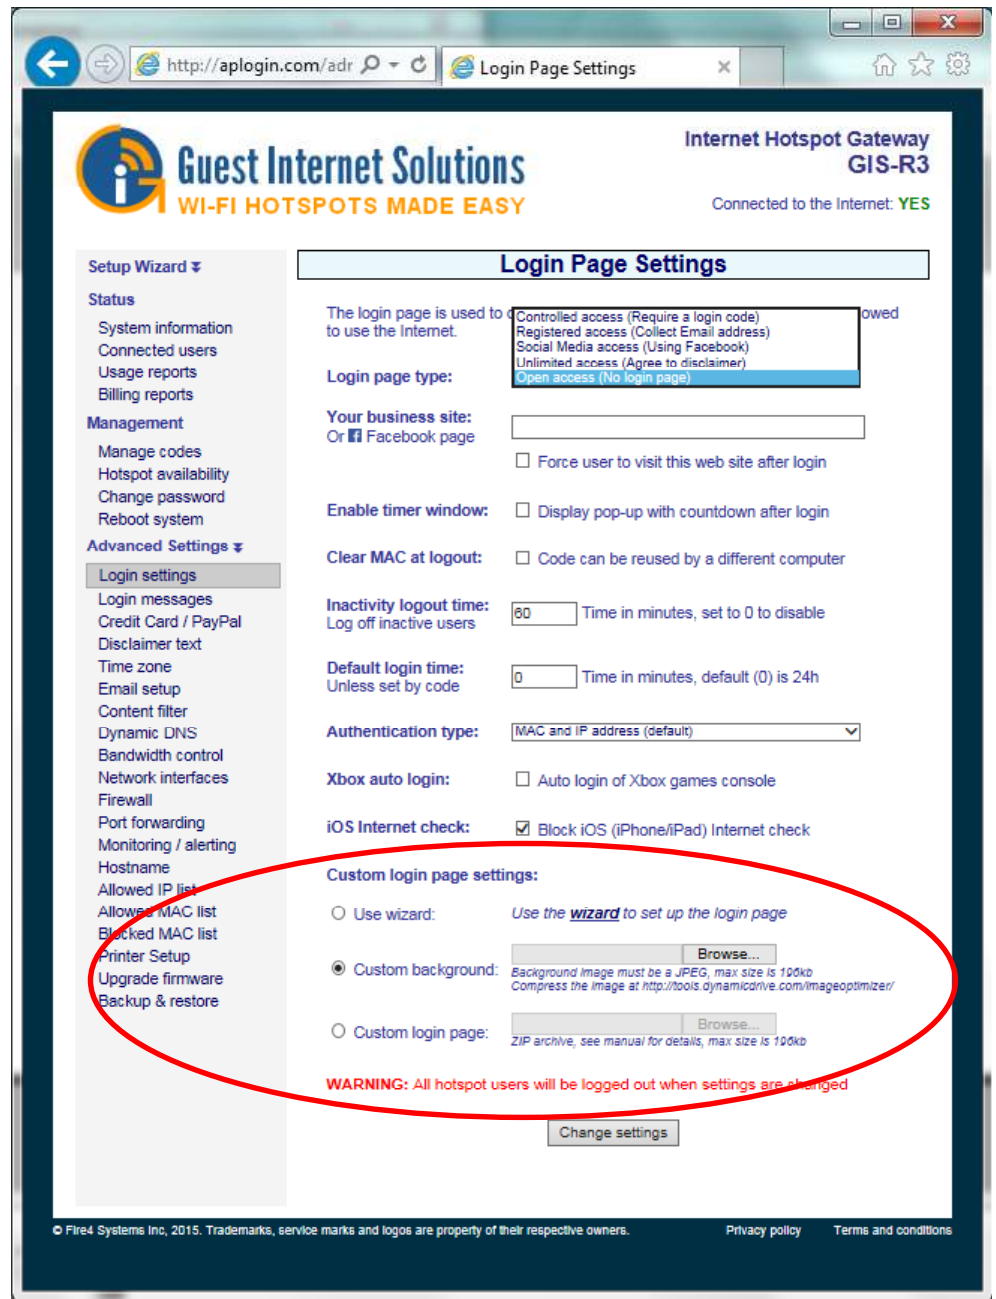 http://aplogin.com/adr
Login Page Settings
Guest Internet Solutions
WI-FI HOTSPOTS MADE EASY
Internet Hotspot Gateway
GIS-R3
Connected to the Internet: YES
Setup Wizard
Status
System information
Connected users
Usage reports
Billing reports
Management
Manage codes
Hotspot availability
Change password
Reboot system
Advanced Settings
Login settings
Login messages
Credit Card / PayPal
Disclaimer text
Time zone
Email setup
Content filter
Dynamic DNS
Bandwidth control
Network interfaces
Firewall
Port forwarding
Monitoring / alerting
Hostname
Allowed IP list
Allowed MAC list
Blocked MAC list
Printer Setup
Upgrade firmware
Backup & restore
Login Page Settings
The login page is used to owed
to use the Internet.
Controlled access (Require a login code)
Registered access (Collect Email address)
Social Media access (Using Facebook)
Unlimited access (Agree to disclaimer)
Login page type: Open access (No login page)
Your business site:
Or Facebook page
Force user to visit this web site after login
Enable timer window: Display pop-up with countdown after login
Clear MAC at logout: Code can be reused by a different computer
Inactivity logout time: 60 Time in minutes, set to 0 to disable
Log off inactive users
Default login time: 0 Time in minutes, default (0) is 24h
Unless set by code
Authentication type: MAC and IP address (default)
Xbox auto login: Auto login of Xbox games console
iOS Internet check: Block iOS (iPhone/iPad) Internet check
Custom login page settings:
Use wizard: Use the wizard to set up the login page
Custom background: Browse...
Background image must be a JPEG, max size is 196kb
Compress the image at http://tools.dynamicdrive.com/imageoptimizer/
Custom login page: Browse...
ZIP archive, see manual for details, max size is 196kb
WARNING: All hotspot users will be logged out when settings are changed
Change settings
© Fire4 Systems Inc, 2015. Trademarks, service marks and logos are property of their respective owners. Privacy policy Terms and conditions